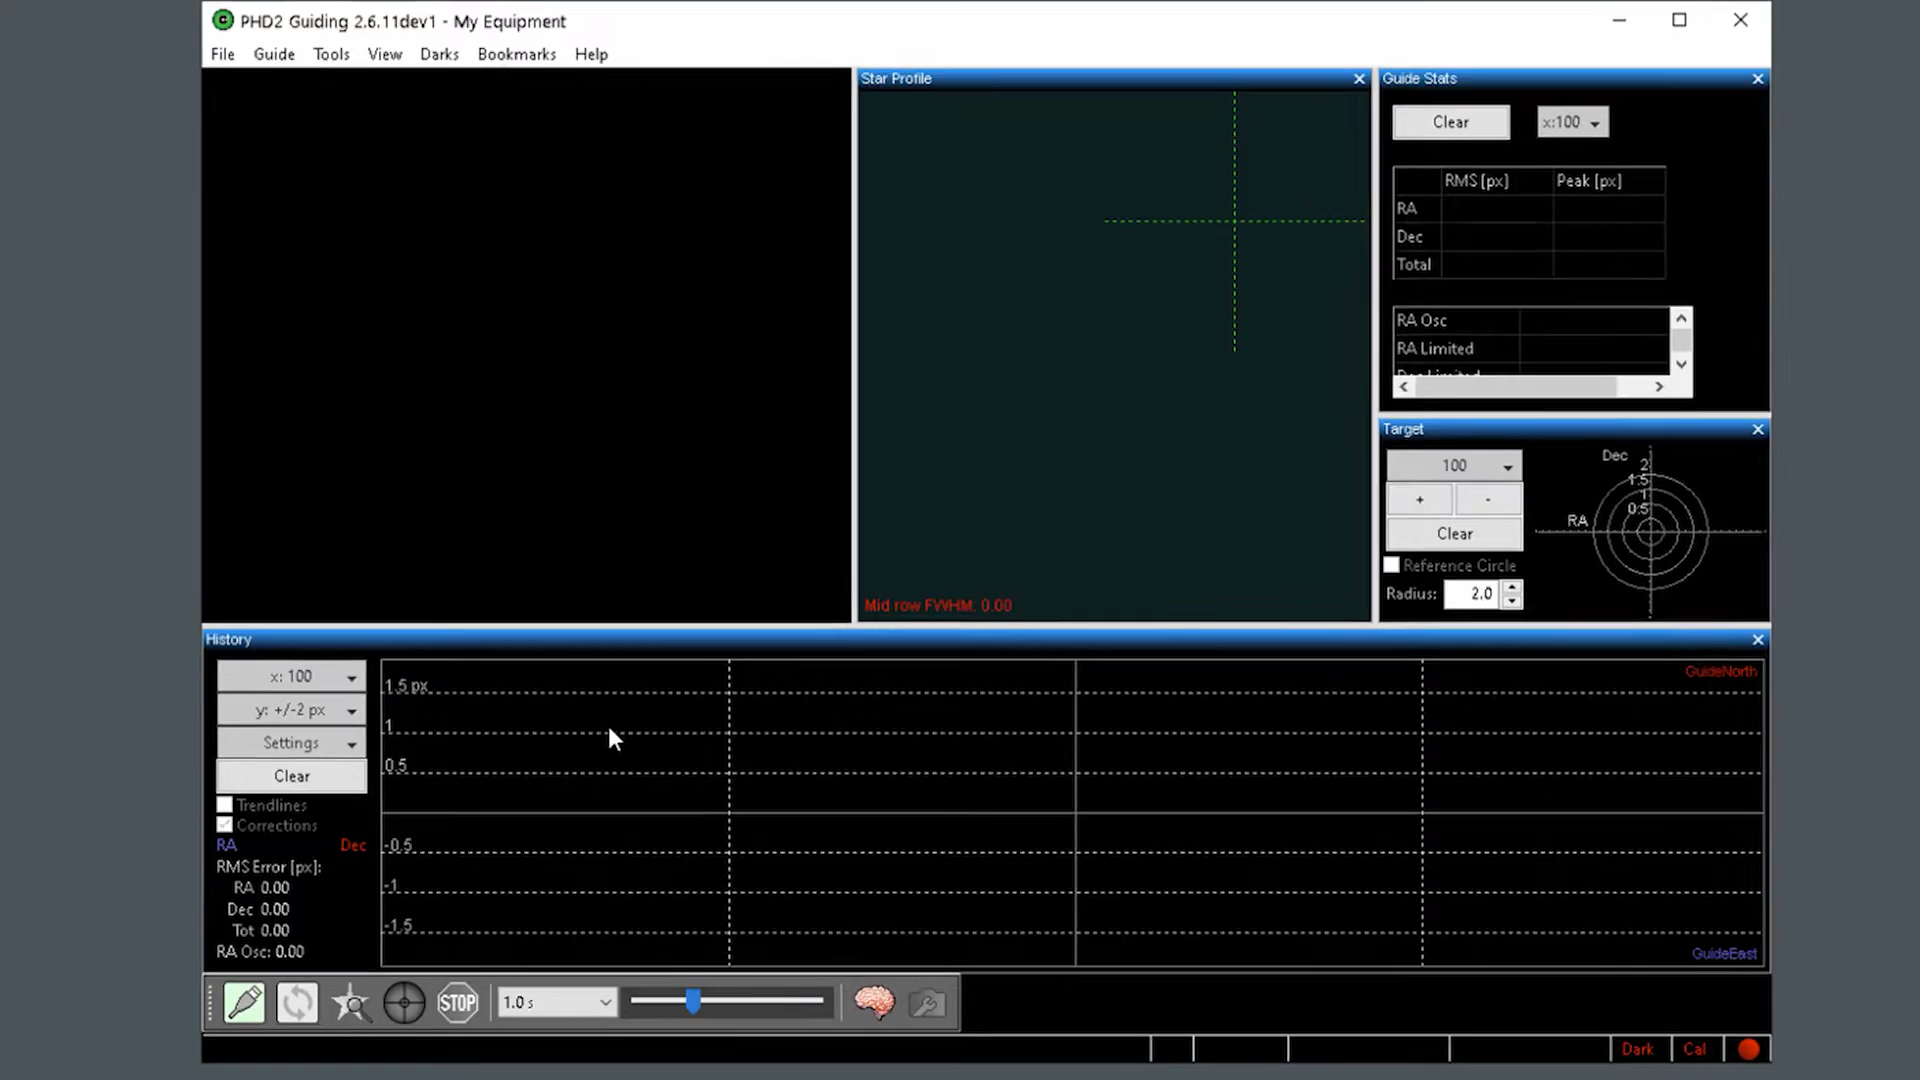 PHD2 Guiding 2.6.11dev1 - My Equipment
File Guide Tools View Darks Bookmarks Help
Star Profile
Mid row FWHM: 0.00
Guide Stats
Clear x:100
RMS [px] Peak [px]
RA
Dec
Total
RA Osc
RA Limited
Dec Limited
Target
100
+ -
Clear
Reference Circle
Radius: 2.0
Dec
2
1.5
1
0.5
RA
History
x: 100
y: +/-2 px
Settings
Clear
Trendlines
Corrections
RA Dec
RMS Error [px]:
RA 0.00
Dec 0.00
Tot 0.00
RA Osc: 0.00
1.5 px
1
0.5
-0.5
-1
-1.5
GuideNorth
GuideEast
STOP
1.0 s
Dark Cal